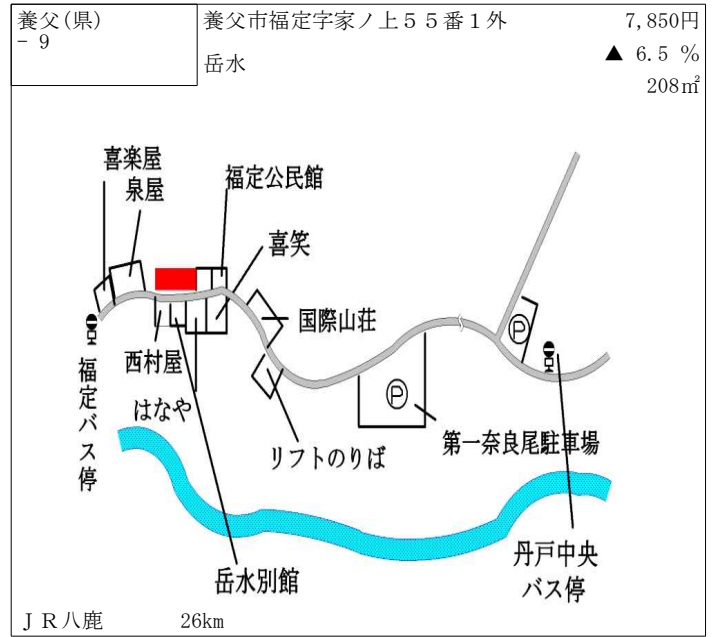 養父(県)
- 9
養父市福定字家ノ上５５番１外
岳水
7,850円
▲ 6.5 %
208㎡
喜楽屋
泉屋
福定公民館
喜笑
国際山荘
西村屋
はなや
福定バス停
リフトのりば
Ⓟ
Ⓟ
第一奈良尾駐車場
岳水別館
丹戸中央
バス停
ＪＲ八鹿 26km